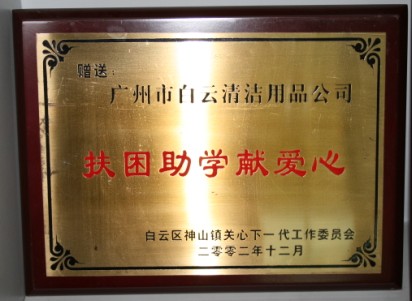 赠送：
广州市白云清洁用品公司
扶困助学献爱心
白云区神山镇关心下一代工作委员会
二零零二年十二月